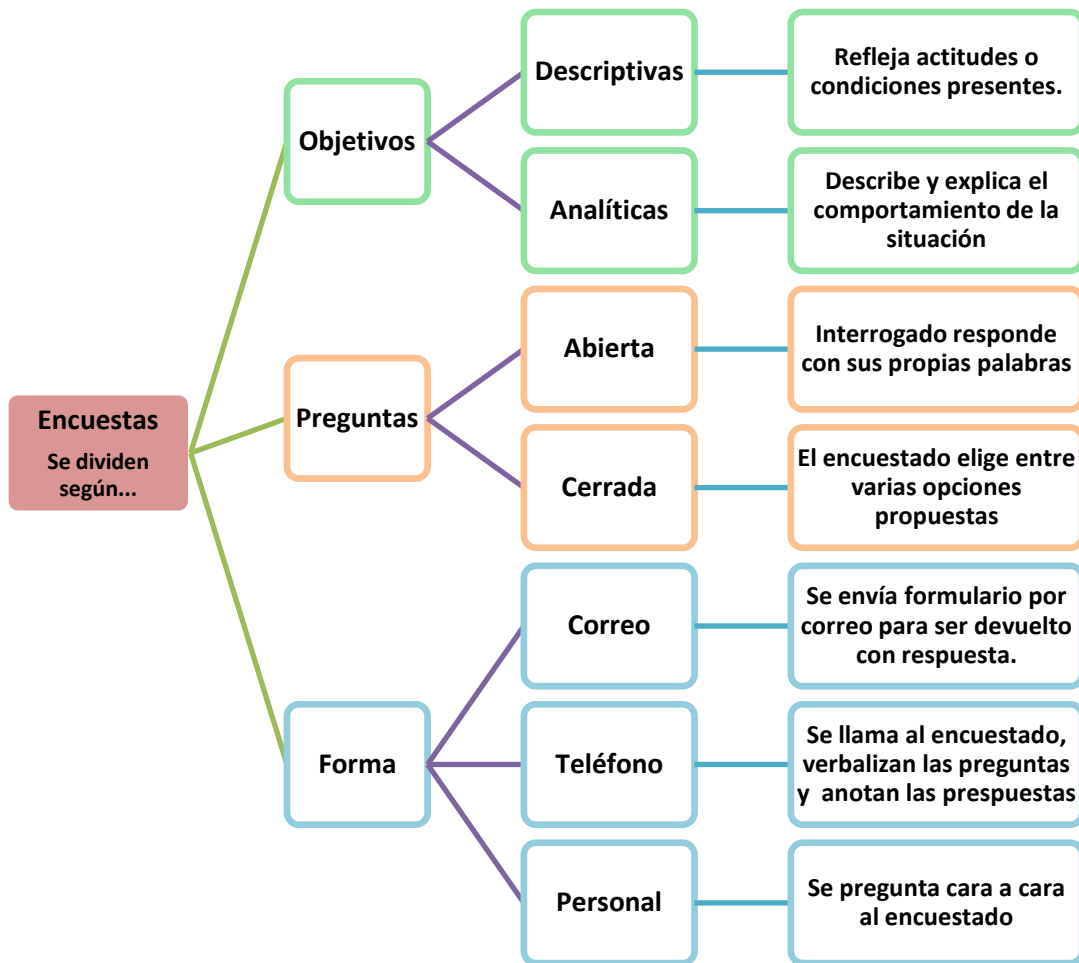 Encuestas
Se dividen
según...
Objetivos
Descriptivas
Refleja actitudes o
condiciones presentes.
Analíticas
Describe y explica el
comportamiento de la
situación
Preguntas
Abierta
Interrogado responde
con sus propias palabras
Cerrada
El encuestado elige entre
varias opciones
propuestas
Forma
Correo
Se envía formulario por
correo para ser devuelto
con respuesta.
Teléfono
Se llama al encuestado,
verbalizan las preguntas
y anotan las prespuestas
Personal
Se pregunta cara a cara
al encuestado